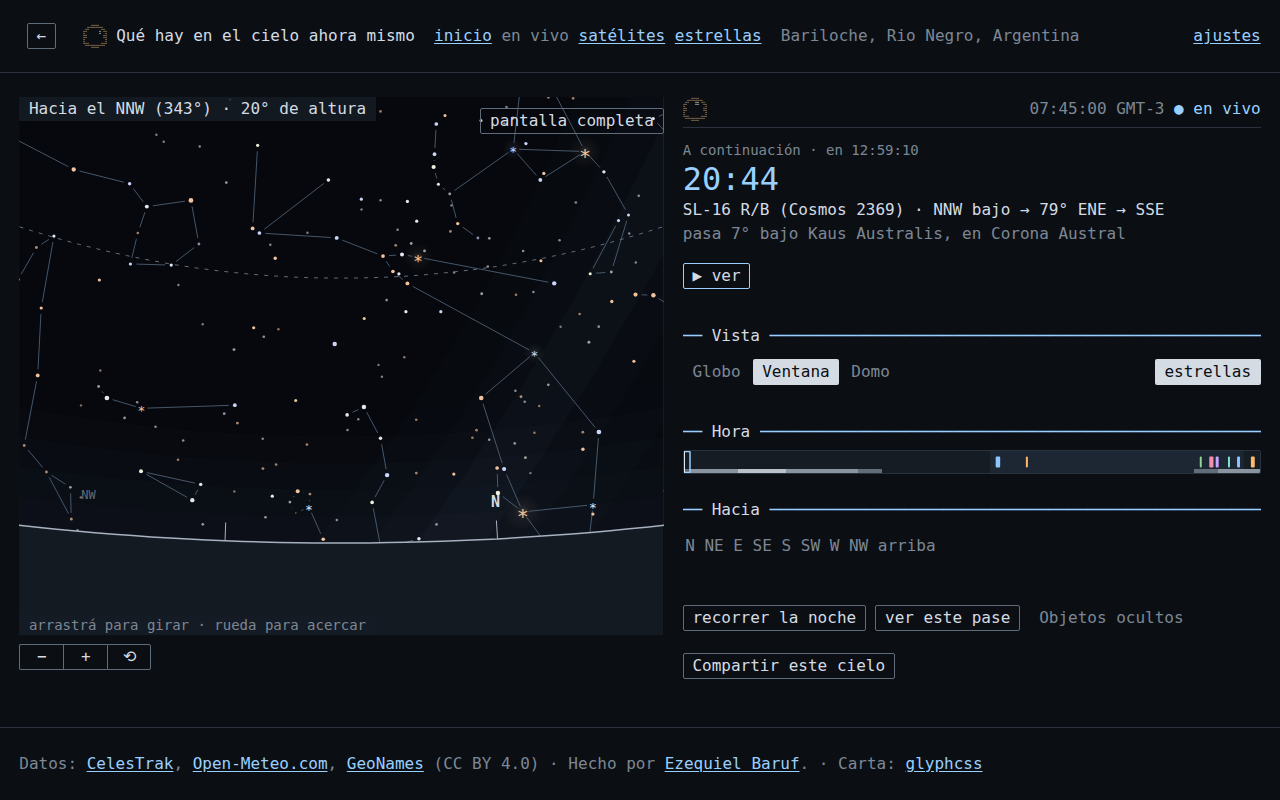 ← Qué hay en el cielo ahora mismo inicio en vivo satélites estrellas Bariloche, Rio Negro, Argentina ajustes
Hacia el NNW (343°) · 20° de altura
pantalla completa
NW
N
arrastrá para girar · rueda para acercar
− + ⟲
07:45:00 GMT-3 ● en vivo
A continuación · en 12:59:10
20:44
SL-16 R/B (Cosmos 2369) · NNW bajo → 79° ENE → SSE
pasa 7° bajo Kaus Australis, en Corona Austral
▶ ver
Vista
Globo Ventana Domo estrellas
Hora
Hacia
N NE E SE S SW W NW arriba
recorrer la noche ver este pase Objetos ocultos
Compartir este cielo
Datos: CelesTrak, Open-Meteo.com, GeoNames (CC BY 4.0) · Hecho por Ezequiel Baruf. · Carta: glyphcss